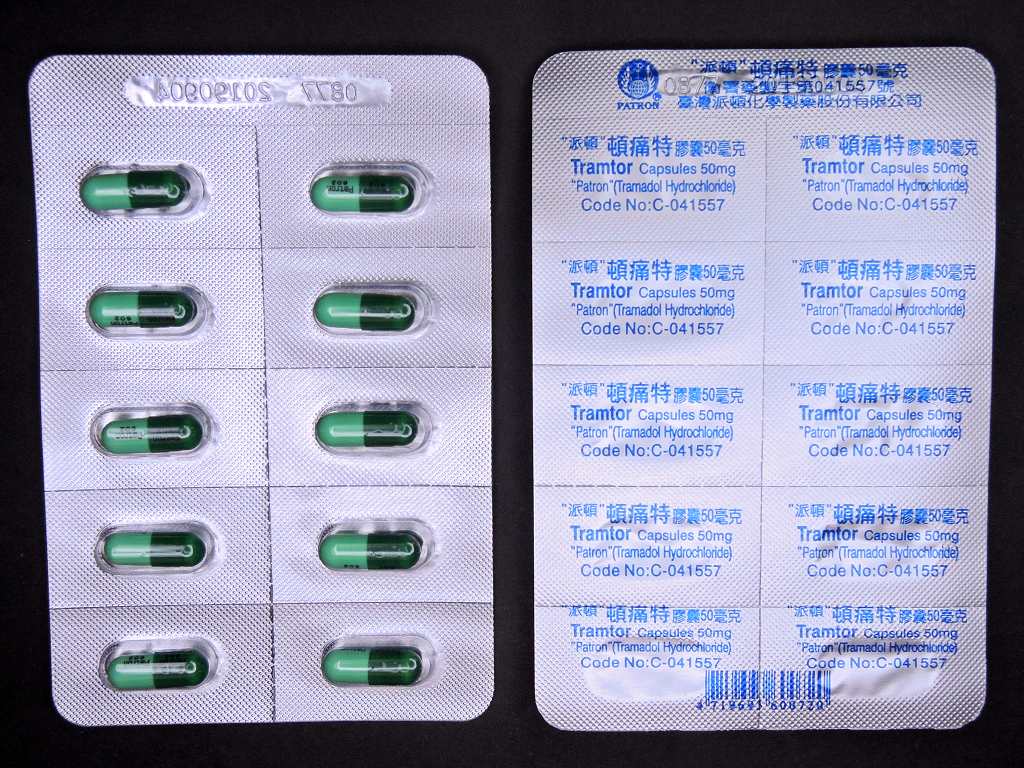 0877 20190904
"派頓"頓痛特膠囊50毫克
PATRON
衛署藥製字第041557號
臺灣派頓化學製藥股份有限公司
"派頓"頓痛特膠囊50毫克
Tramtor Capsules 50mg
"Patron"(Tramadol Hydrochloride)
Code No:C-041557
"派頓"頓痛特膠囊50毫克
Tramtor Capsules 50mg
"Patron"(Tramadol Hydrochloride)
Code No:C-041557
"派頓"頓痛特膠囊50毫克
Tramtor Capsules 50mg
"Patron"(Tramadol Hydrochloride)
Code No:C-041557
"派頓"頓痛特膠囊50毫克
Tramtor Capsules 50mg
"Patron"(Tramadol Hydrochloride)
Code No:C-041557
"派頓"頓痛特膠囊50毫克
Tramtor Capsules 50mg
"Patron"(Tramadol Hydrochloride)
Code No:C-041557
"派頓"頓痛特膠囊50毫克
Tramtor Capsules 50mg
"Patron"(Tramadol Hydrochloride)
Code No:C-041557
"派頓"頓痛特膠囊50毫克
Tramtor Capsules 50mg
"Patron"(Tramadol Hydrochloride)
Code No:C-041557
"派頓"頓痛特膠囊50毫克
Tramtor Capsules 50mg
"Patron"(Tramadol Hydrochloride)
Code No:C-041557
"派頓"頓痛特膠囊50毫克
Tramtor Capsules 50mg
"Patron"(Tramadol Hydrochloride)
Code No:C-041557
"派頓"頓痛特膠囊50毫克
Tramtor Capsules 50mg
"Patron"(Tramadol Hydrochloride)
Code No:C-041557
4 719693 600720
Patron
802
Patron
802